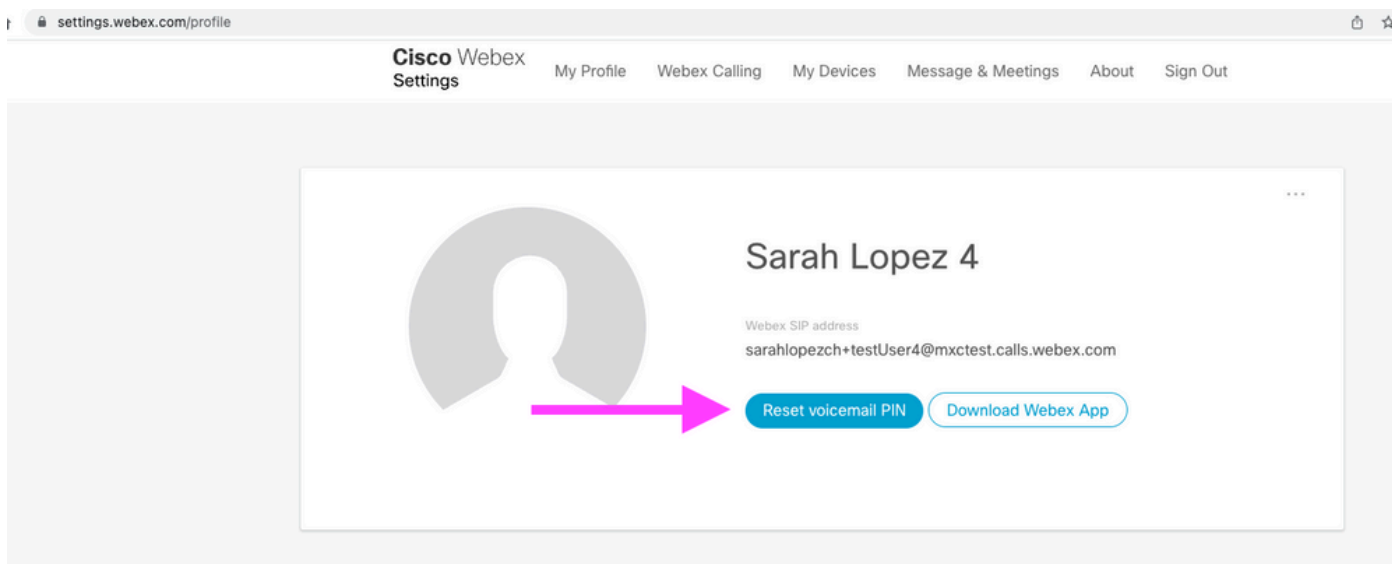 settings.webex.com/profile
Cisco Webex
Settings
My Profile Webex Calling My Devices Message & Meetings About Sign Out
Sarah Lopez 4
Webex SIP address
sarahlopezch+testUser4@mxctest.calls.webex.com
Reset voicemail PIN Download Webex App